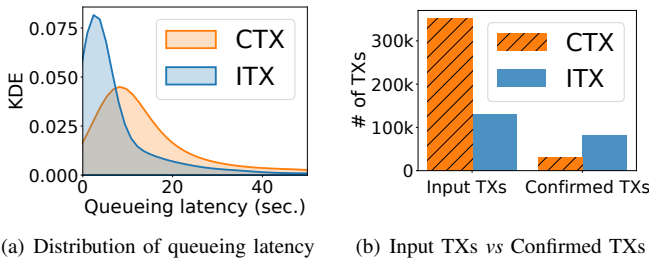 0.075
0.050
0.025
0.000
KDE
CTX
ITX
0
20
40
Queueing latency (sec.)
(a) Distribution of queueing latency
300k
200k
100k
0
# of TXs
CTX
ITX
Input TXs
Confirmed TXs
(b) Input TXs vs Confirmed TXs